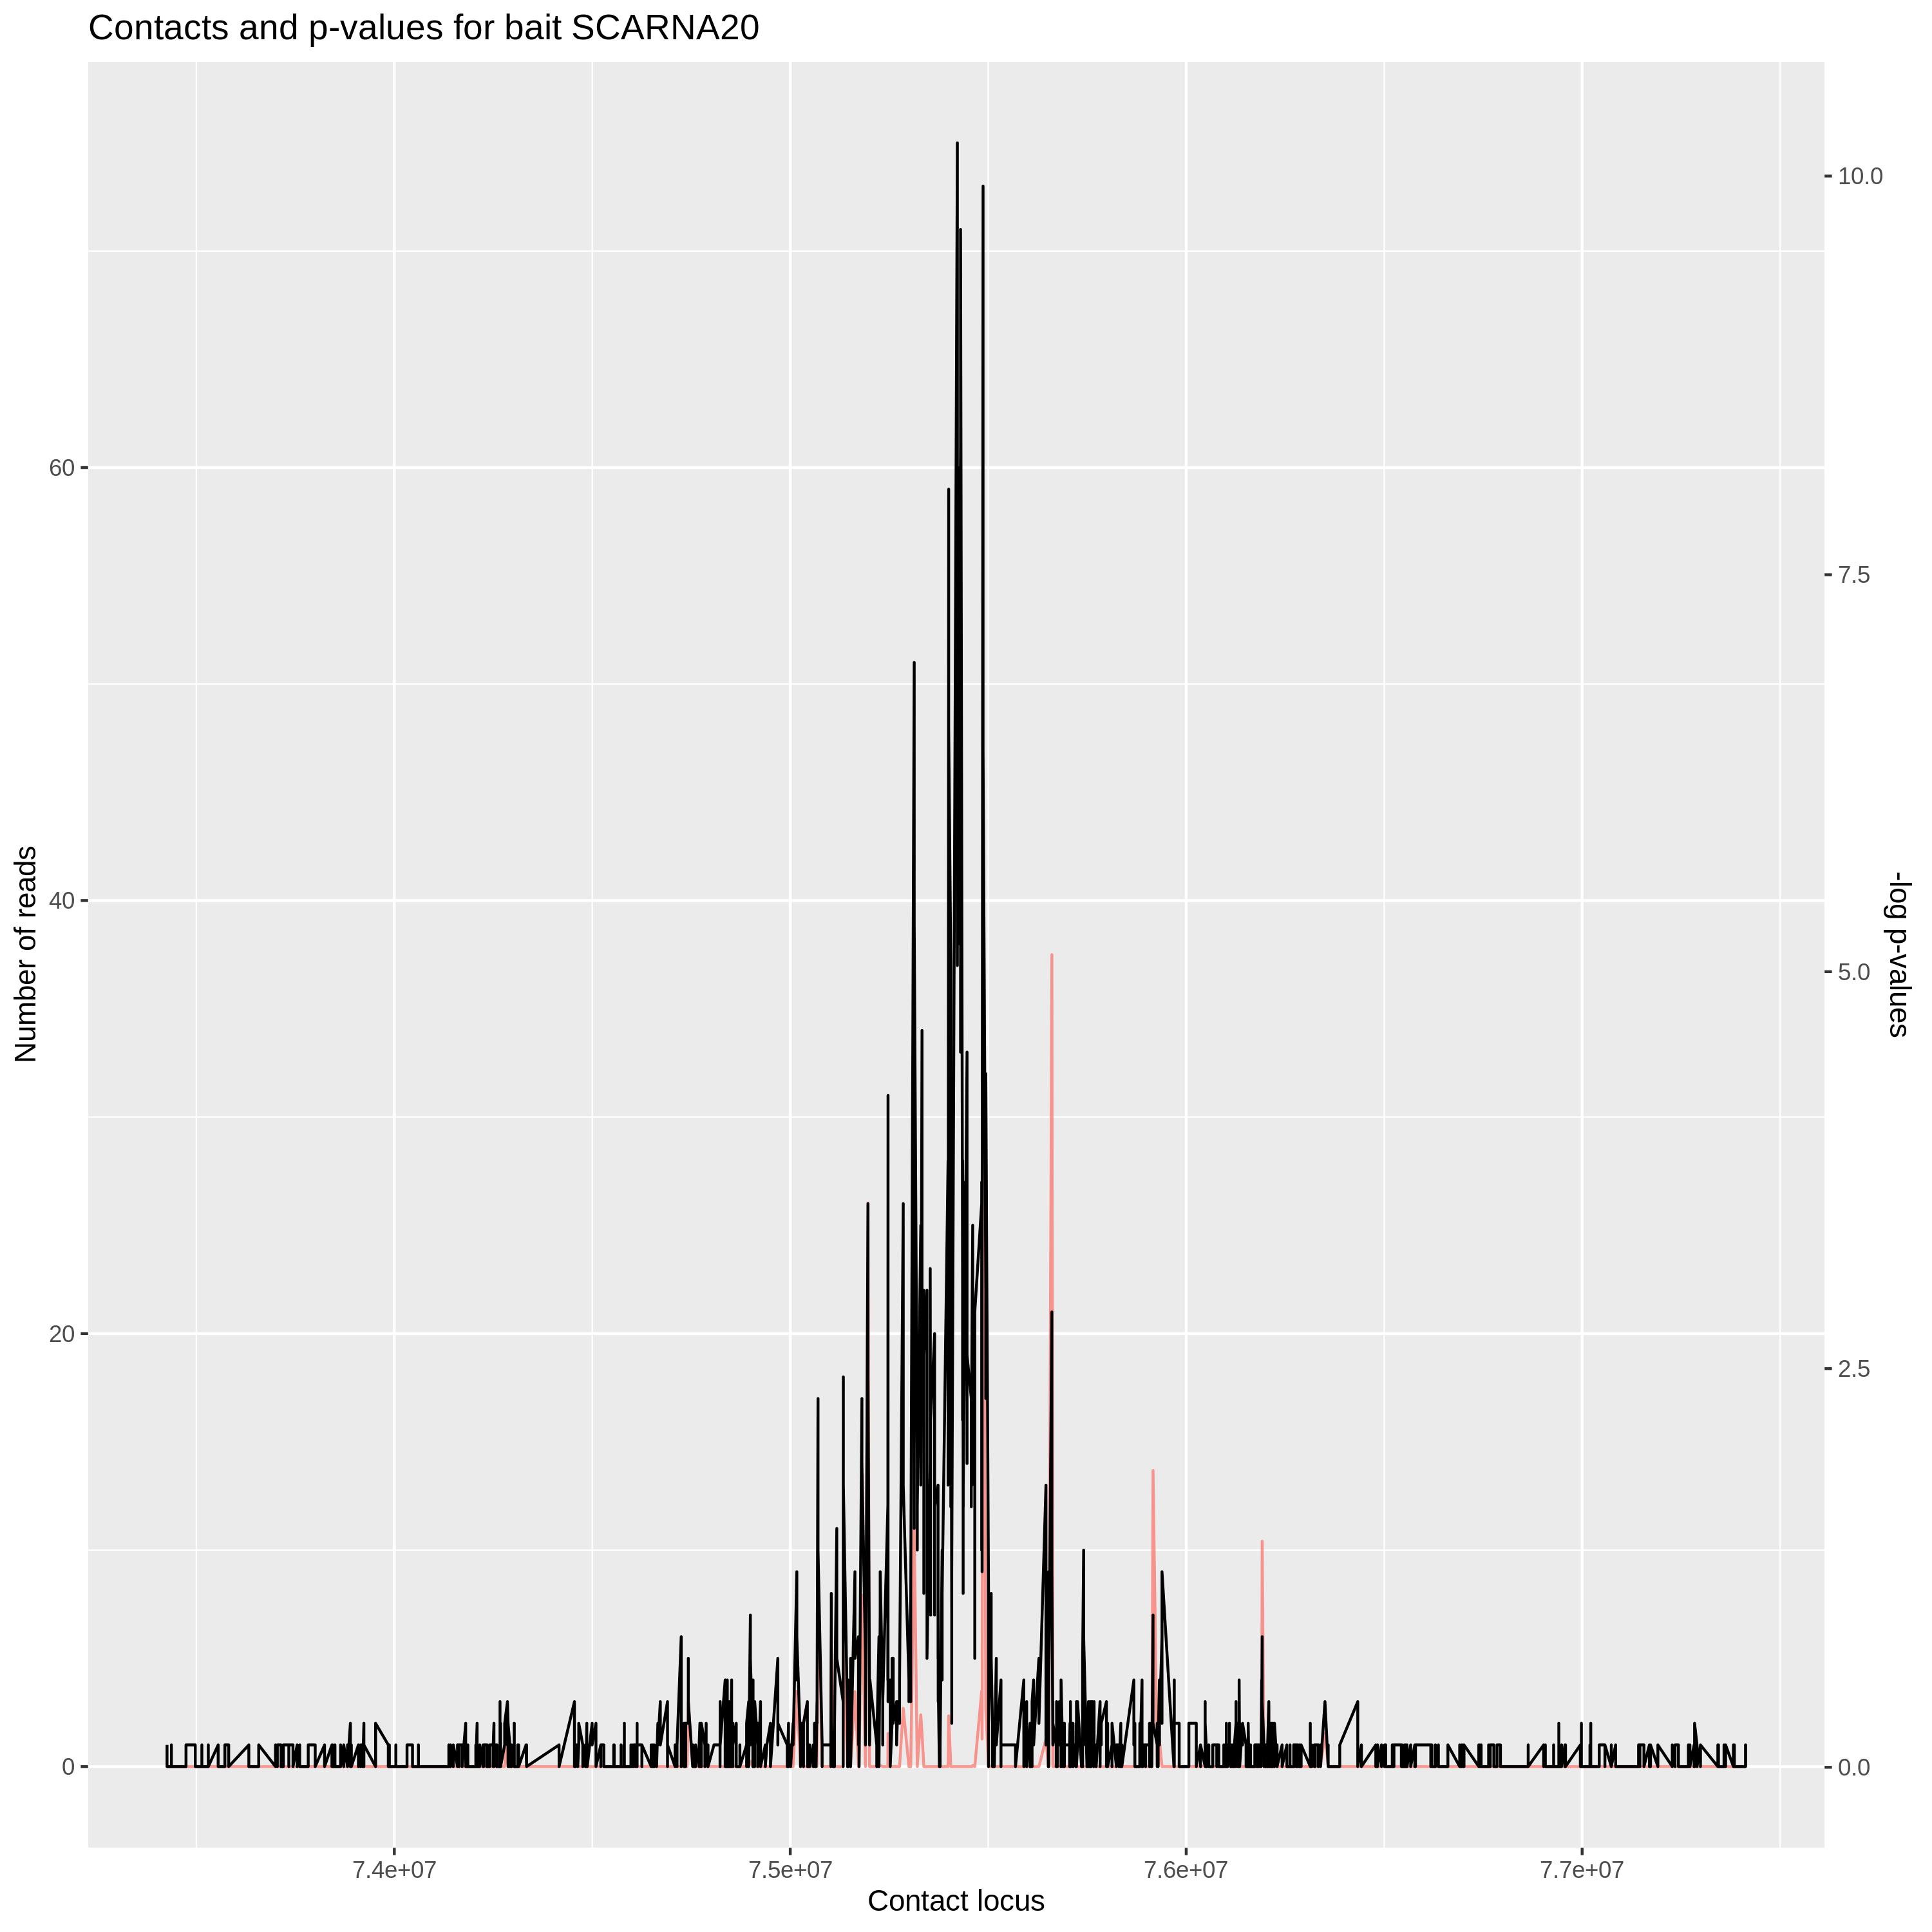 Contacts and p-values for bait SCARNA20
Number of reads
60
40
20
0
10.0
7.5
5.0
2.5
0.0
-log p-values
7.4e+07
7.5e+07
7.6e+07
7.7e+07
Contact locus